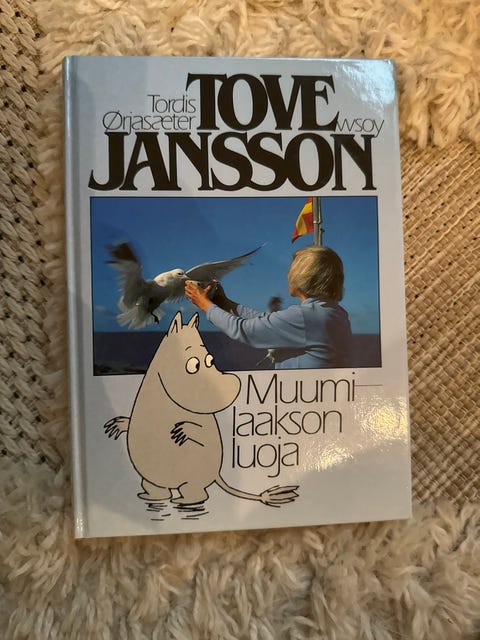 Tordis
Ørjasæter
TOVE
wsoy
JANSSON
Muumi-
laakson
luoja